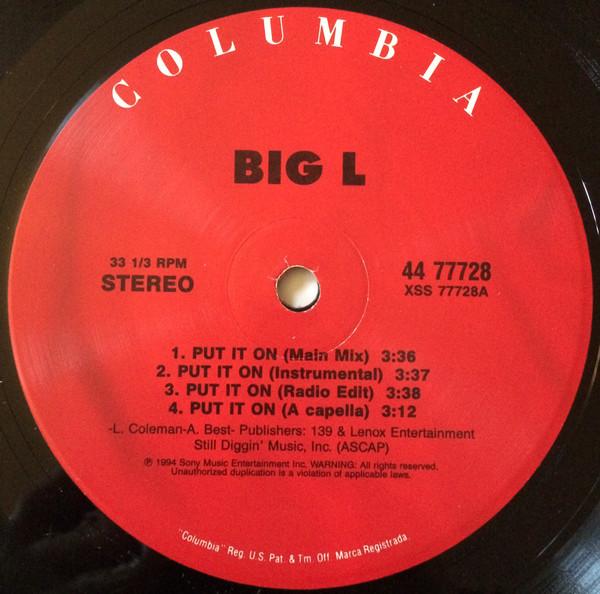 COLUMBIA
BIG L
33 1/3 RPM
STEREO
44 77728
XSS 77728A
1. PUT IT ON (Main Mix) 3:36
2. PUT IT ON (Instrumental) 3:37
3. PUT IT ON (Radio Edit) 3:38
4. PUT IT ON (A capella) 3:12
-L. Coleman-A. Best- Publishers: 139 & Lenox Entertainment
Still Diggin' Music, Inc. (ASCAP)
℗ 1994 Sony Music Entertainment Inc. WARNING: All rights reserved.
Unauthorized duplication is a violation of applicable laws.
"Columbia" Reg. U.S. Pat. & Tm. Off. Marca Registrada.